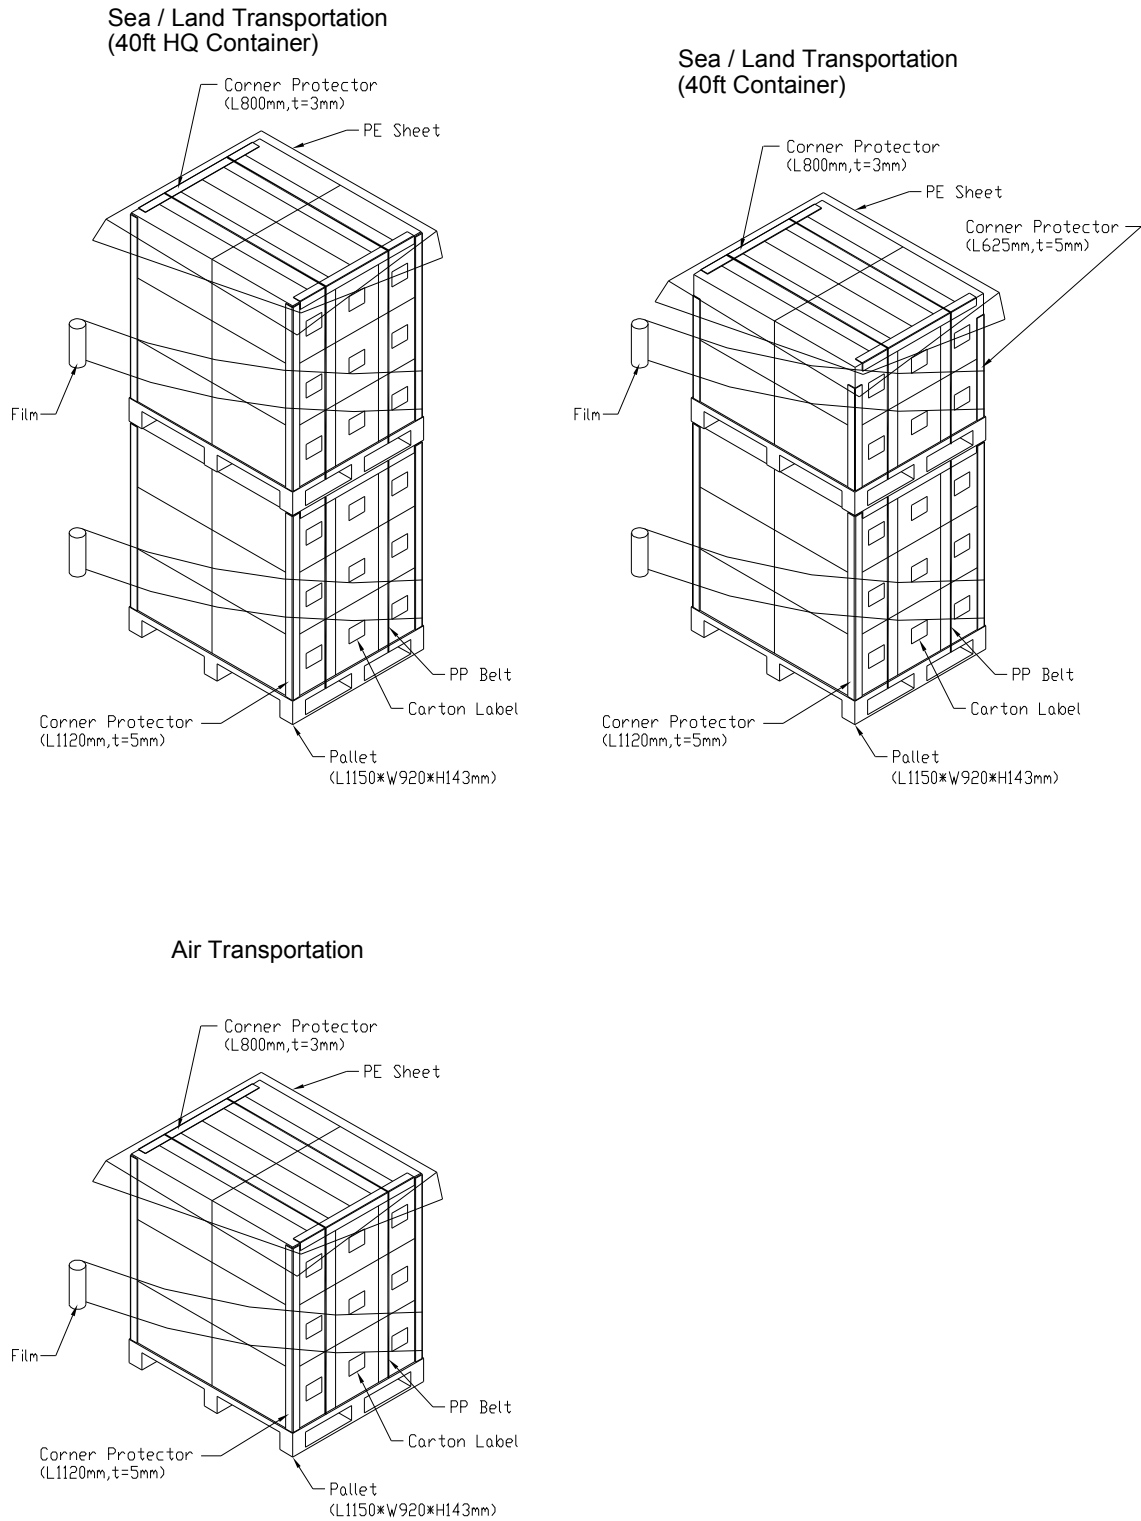 Sea / Land Transportation
(40ft HQ Container)
Corner Protector
(L800mm,t=3mm)
PE Sheet
Film
PP Belt
Carton Label
Corner Protector
(L1120mm,t=5mm)
Pallet
(L1150*W920*H143mm)
Sea / Land Transportation
(40ft Container)
Corner Protector
(L800mm,t=3mm)
PE Sheet
Corner Protector
(L625mm,t=5mm)
Film
PP Belt
Carton Label
Corner Protector
(L1120mm,t=5mm)
Pallet
(L1150*W920*H143mm)
Air Transportation
Corner Protector
(L800mm,t=3mm)
PE Sheet
Film
PP Belt
Carton Label
Corner Protector
(L1120mm,t=5mm)
Pallet
(L1150*W920*H143mm)